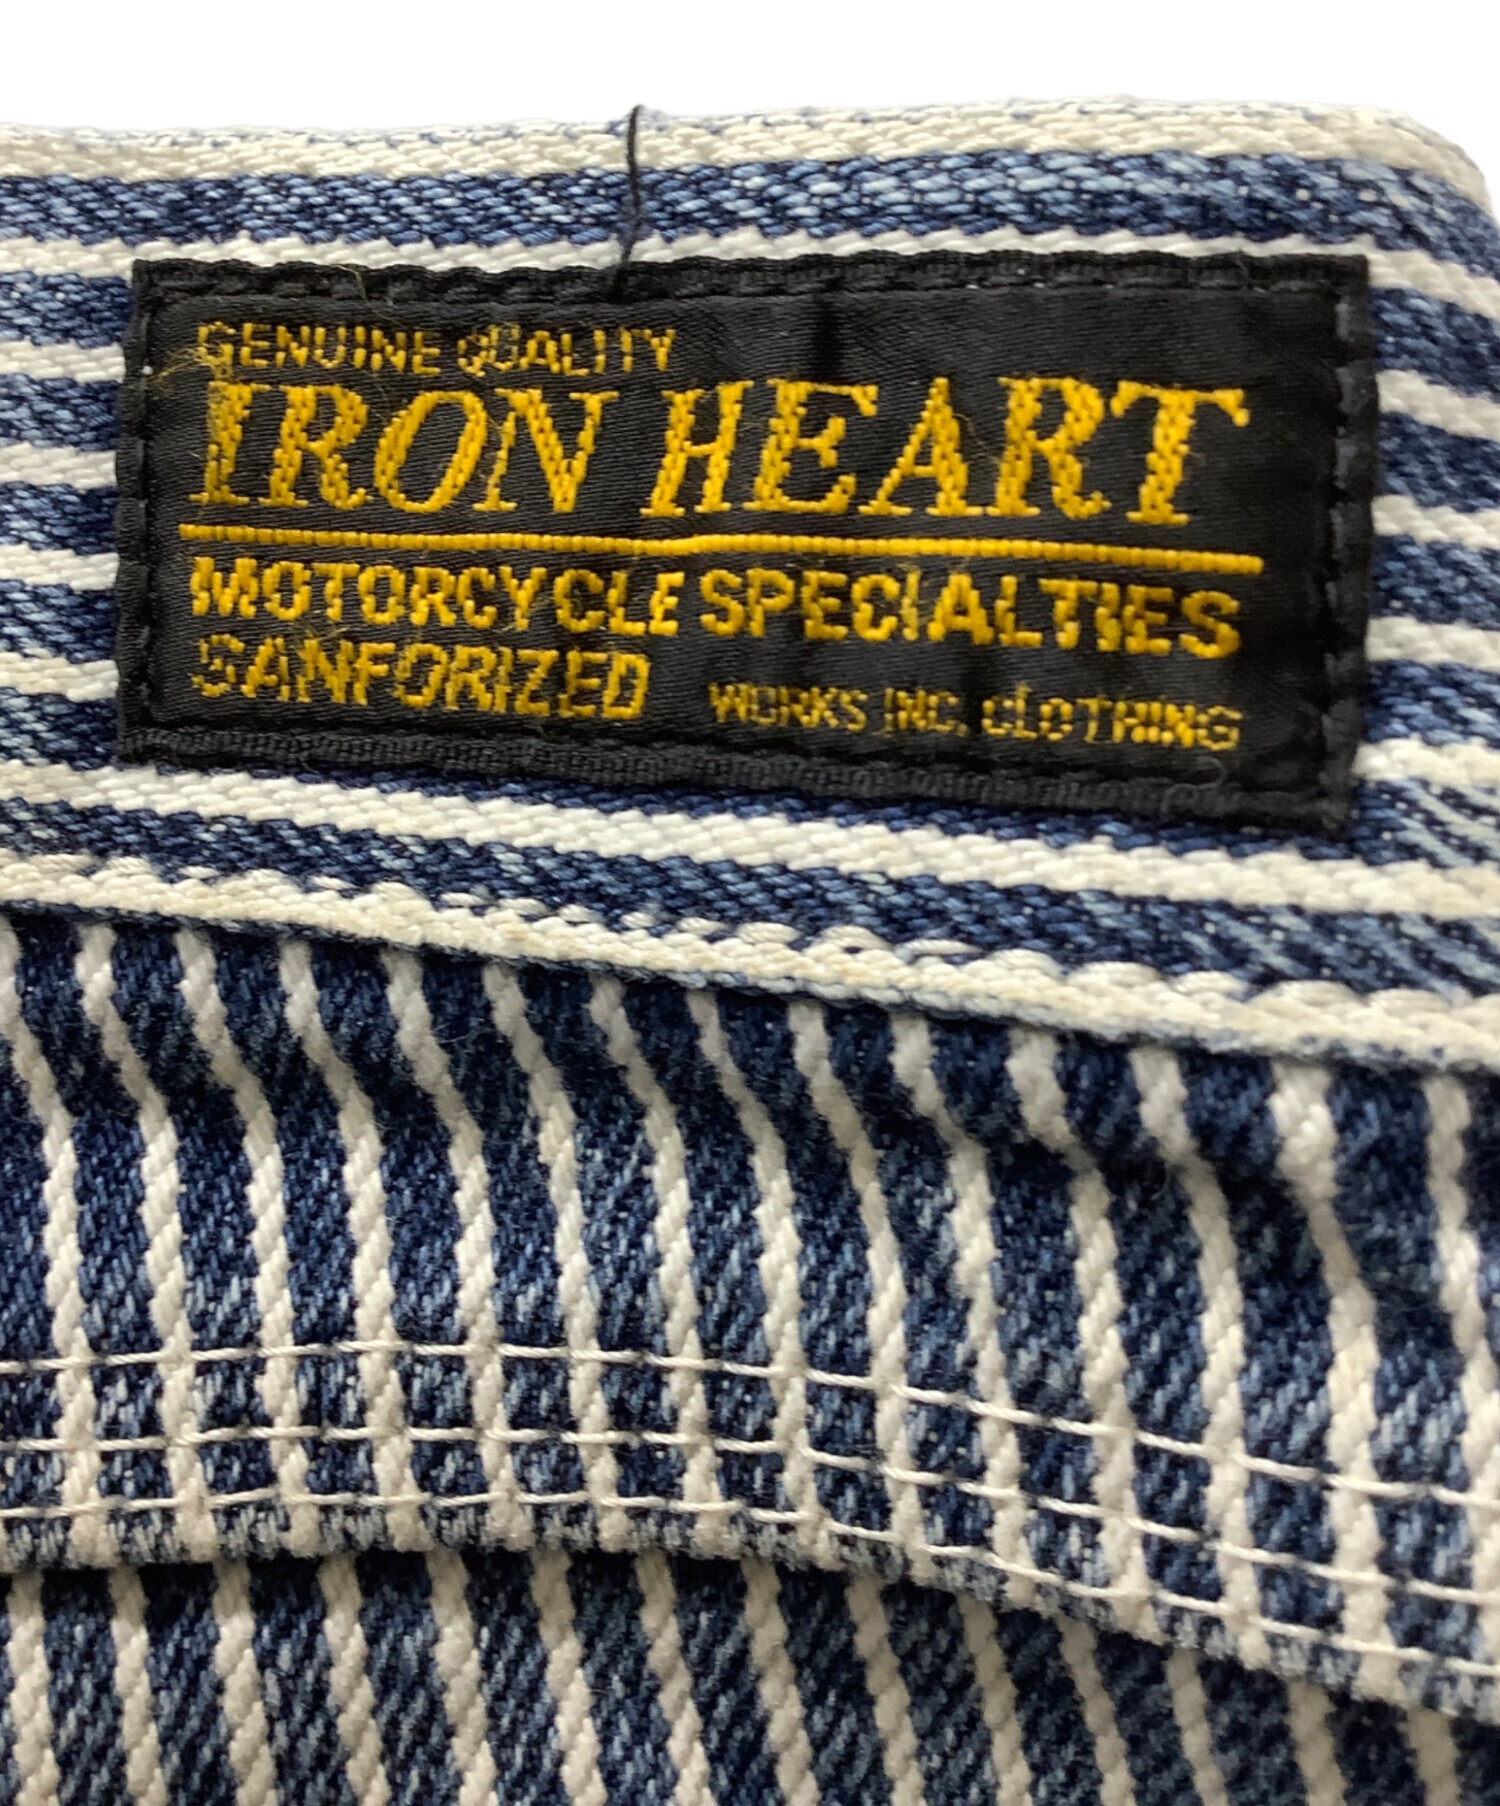 GENUINE QUALITY
IRON HEART
MOTORCYCLE SPECIALTIES
SANFORIZED
WORKS INC. CLOTHING